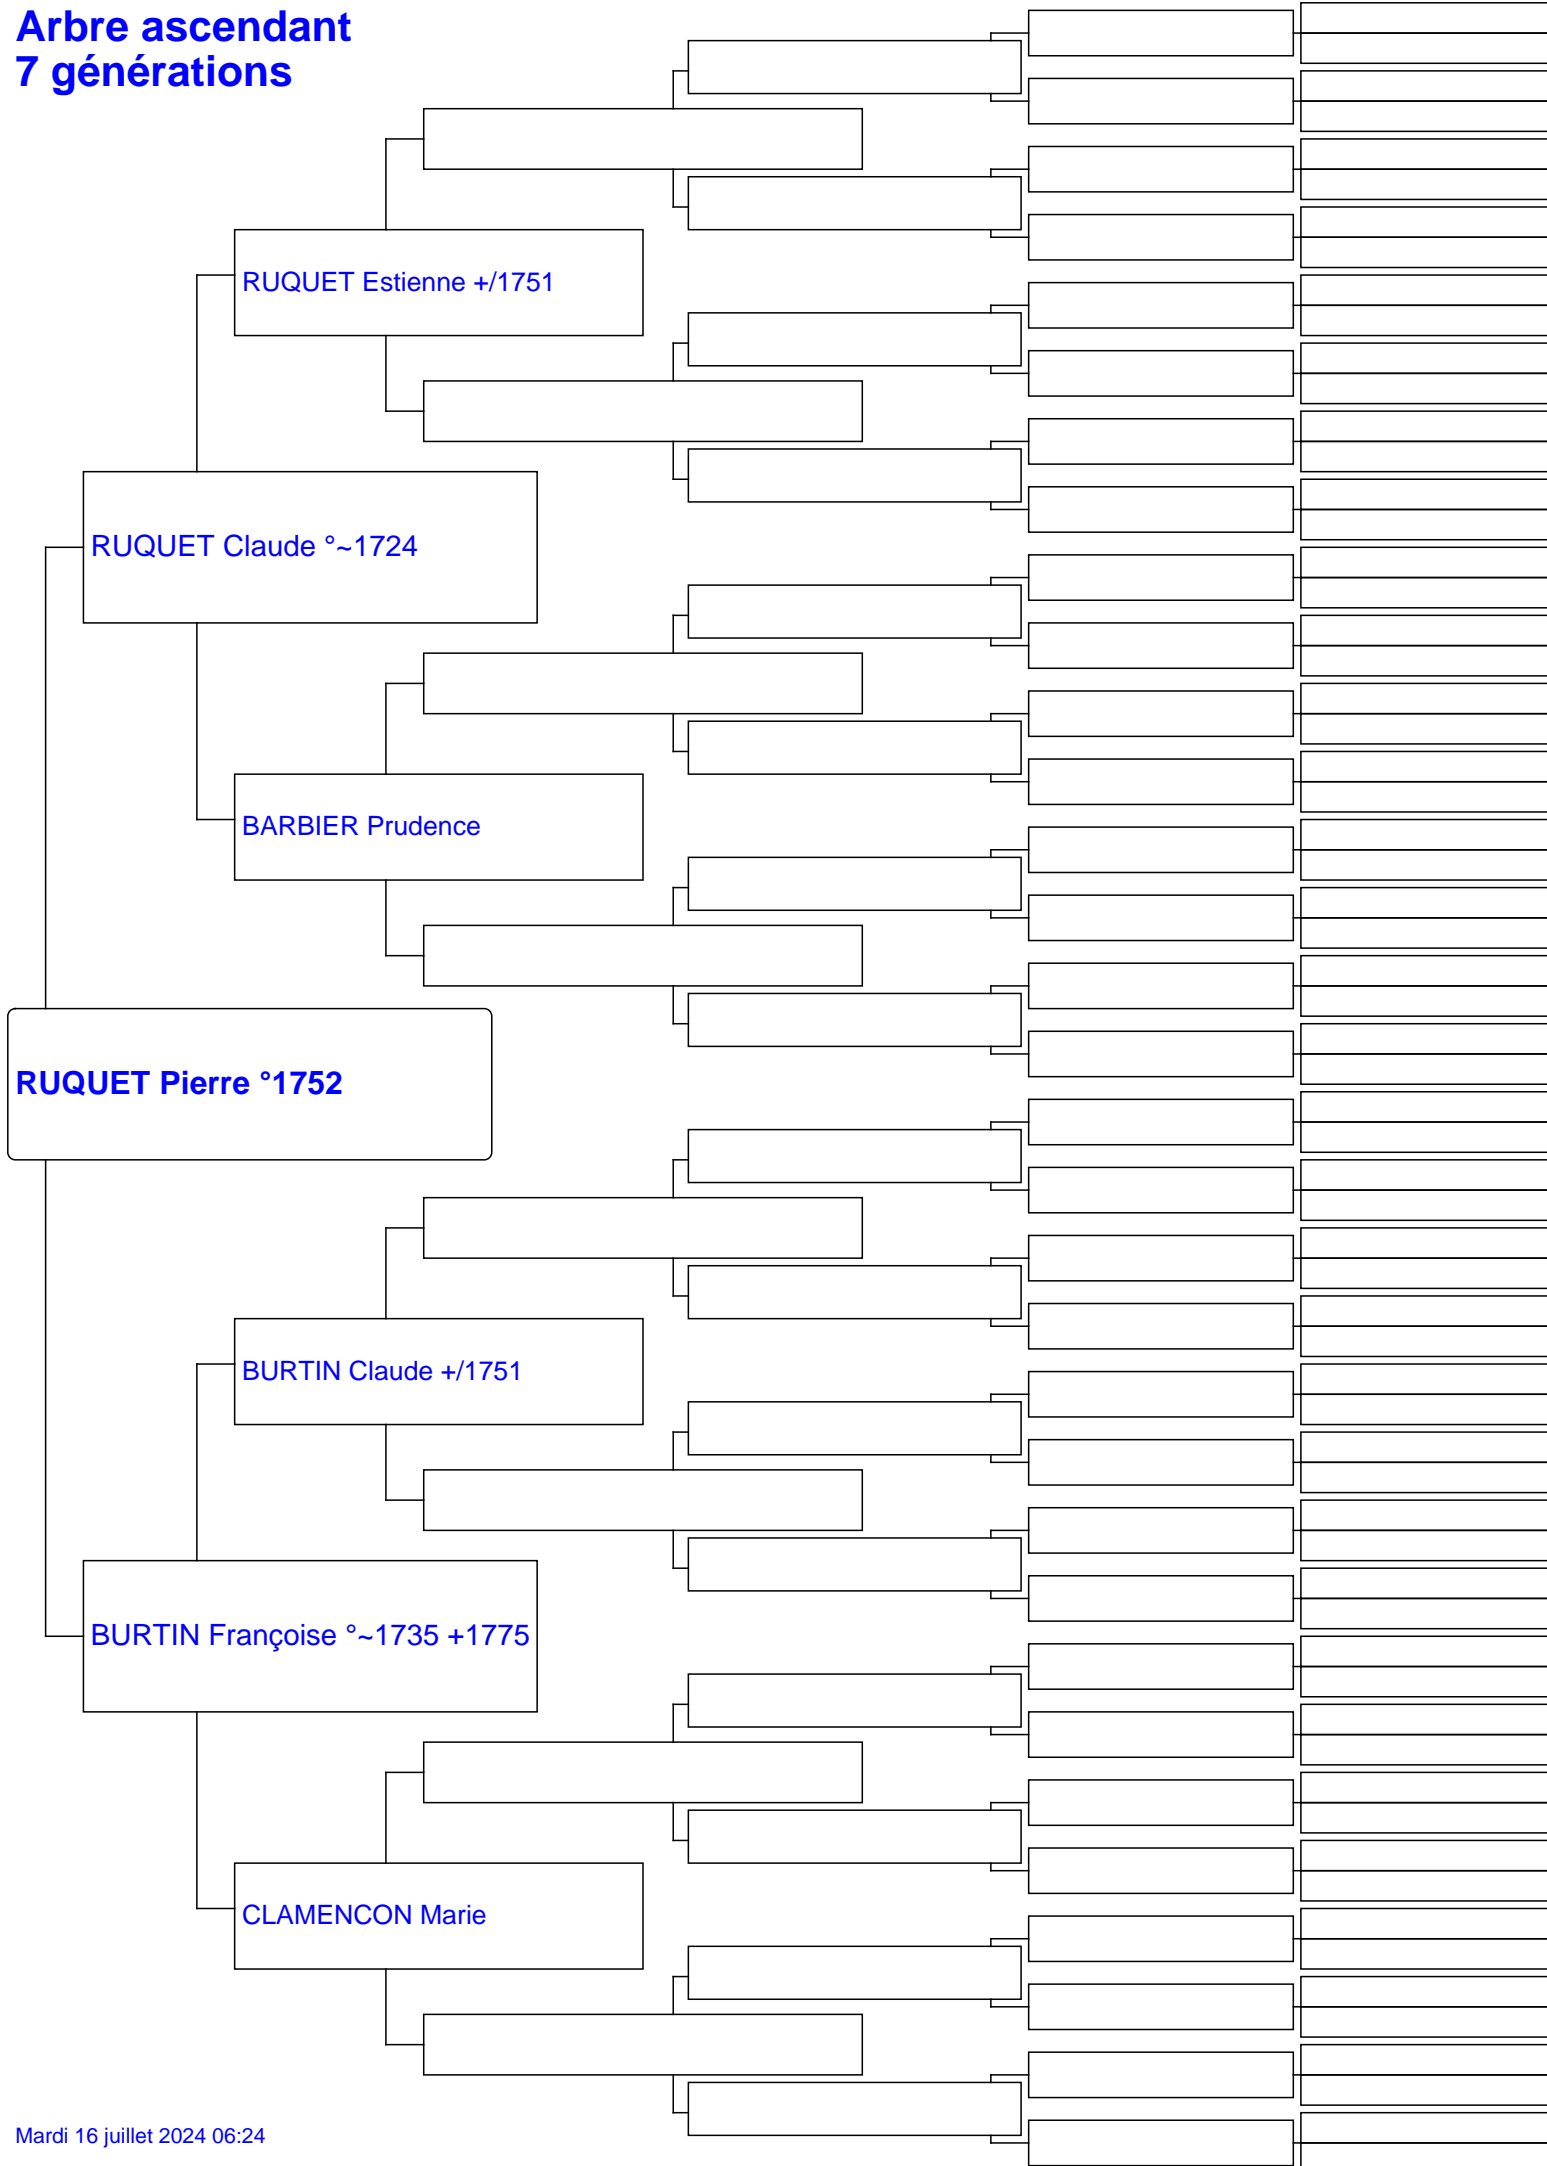 Arbre ascendant
7 générations
RUQUET Estienne +/1751
RUQUET Claude °~1724
BARBIER Prudence
RUQUET Pierre °1752
BURTIN Claude +/1751
BURTIN Françoise °~1735 +1775
CLAMENCON Marie
Mardi 16 juillet 2024 06:24